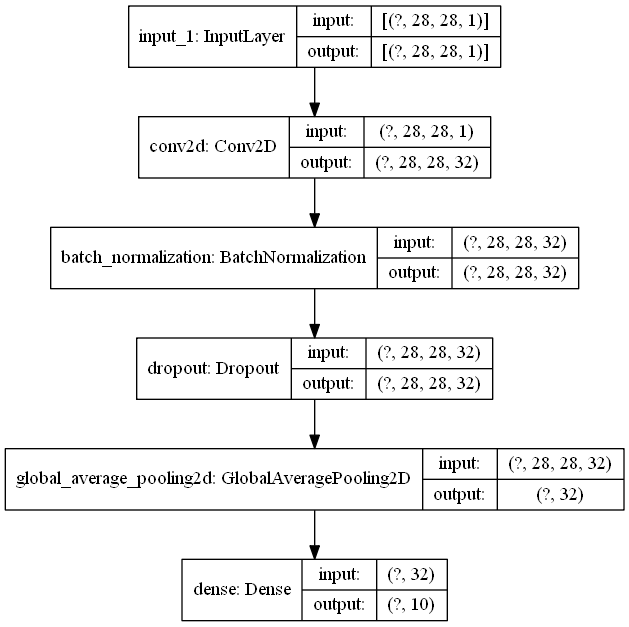 input_1: InputLayer
input:
[(?, 28, 28, 1)]
output:
[(?, 28, 28, 1)]
conv2d: Conv2D
input:
(?, 28, 28, 1)
output:
(?, 28, 28, 32)
batch_normalization: BatchNormalization
input:
(?, 28, 28, 32)
output:
(?, 28, 28, 32)
dropout: Dropout
input:
(?, 28, 28, 32)
output:
(?, 28, 28, 32)
global_average_pooling2d: GlobalAveragePooling2D
input:
(?, 28, 28, 32)
output:
(?, 32)
dense: Dense
input:
(?, 32)
output:
(?, 10)